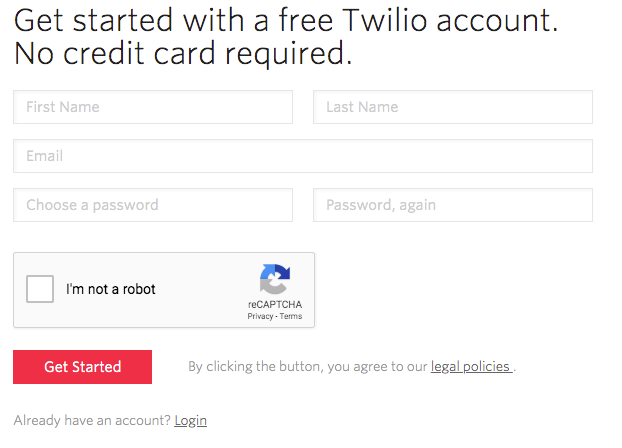 Get started with a free Twilio account.
No credit card required.
First Name
Last Name
Email
Choose a password
Password, again
I'm not a robot
reCAPTCHA
Privacy - Terms
Get Started
By clicking the button, you agree to our legal policies .
Already have an account? Login